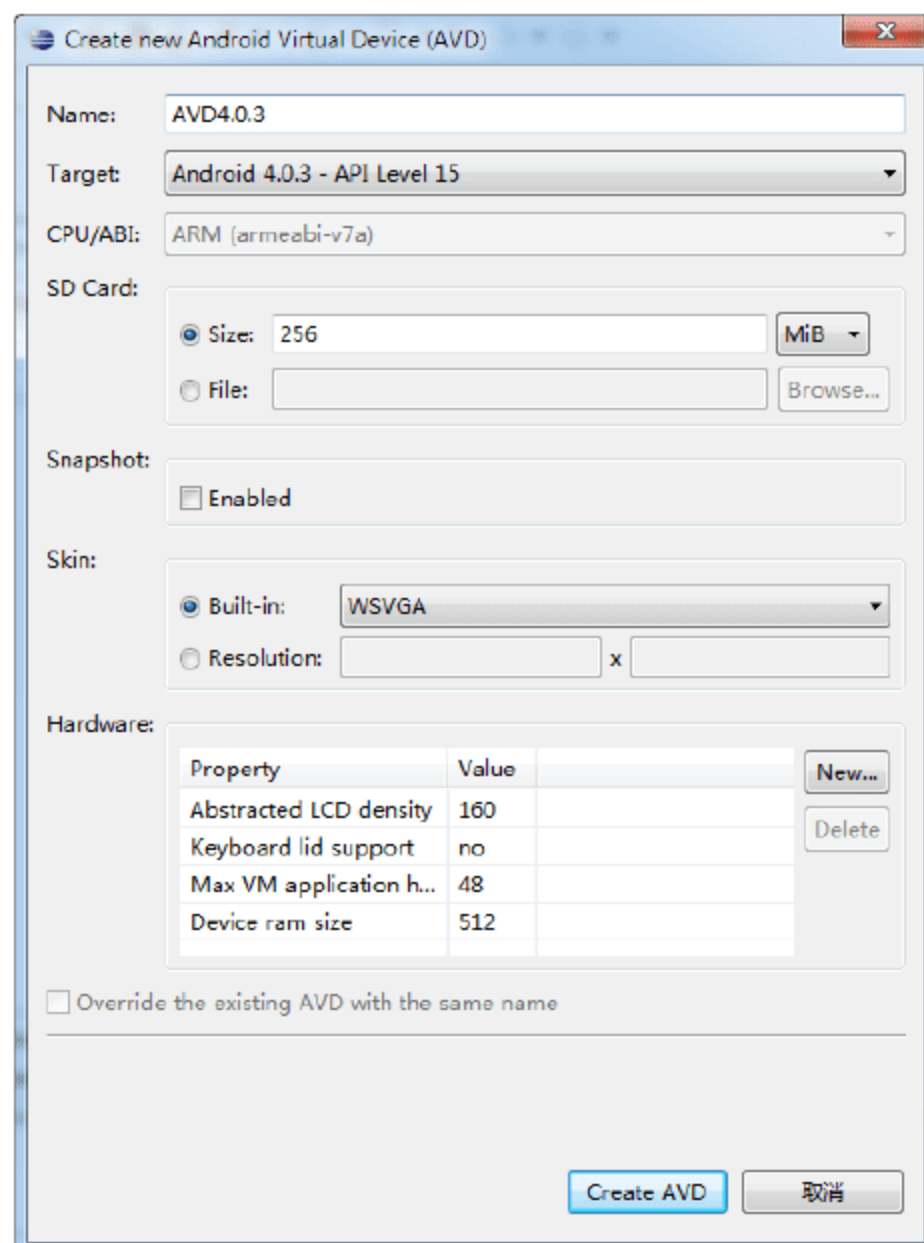 Create new Android Virtual Device (AVD)
Name: AVD4.0.3
Target: Android 4.0.3 - API Level 15
CPU/ABI: ARM (armeabi-v7a)
SD Card:
Size: 256 MiB
File: Browse...
Snapshot:
Enabled
Skin:
Built-in: WSVGA
Resolution: x
Hardware:
Property Value New...
Abstracted LCD density 160
Delete
Keyboard lid support no
Max VM application h... 48
Device ram size 512
Override the existing AVD with the same name
Create AVD 取消